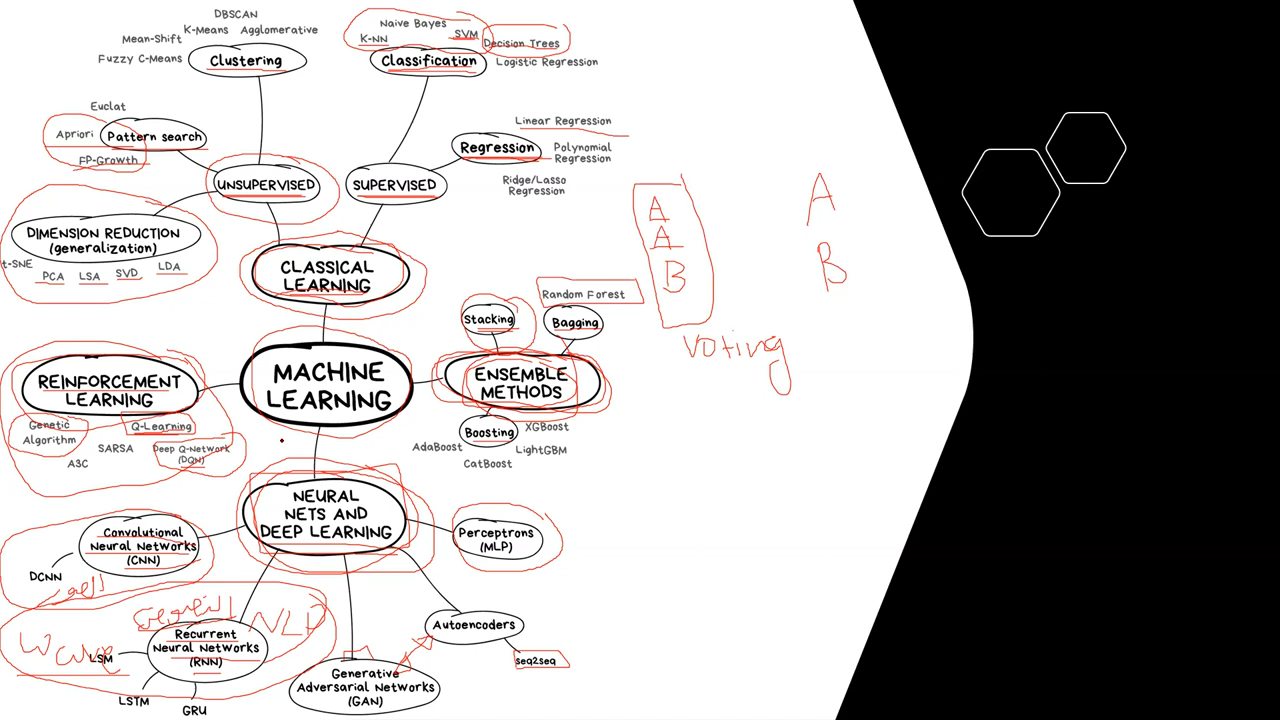 DBSCAN
K-Means Agglomerative
Mean-Shift
Fuzzy C-Means
Clustering
Naive Bayes
K-NN SVM
Decision Trees
Classification
Logistic Regression
Euclat
Apriori
Pattern search
FP-Growth
Linear Regression
Regression
Polynomial
Regression
Ridge/Lasso
Regression
UNSUPERVISED
SUPERVISED
DIMENSION REDUCTION
(generalization)
t-SNE
PCA
LSA
SVD
LDA
CLASSICAL
LEARNING
A
A
B
A
B
Voting
Random Forest
Stacking
Bagging
MACHINE
LEARNING
ENSEMBLE
METHODS
Boosting
XGBoost
AdaBoost
LightGBM
CatBoost
REINFORCEMENT
LEARNING
Genetic
Algorithm
Q-Learning
SARSA
Deep Q-Network
(DQN)
A3C
NEURAL
NETS AND
DEEP LEARNING
Perceptrons
(MLP)
Convolutional
Neural Networks
(CNN)
DCNN
NLP
Recurrent
Neural Networks
(RNN)
LSM
LSTM
GRU
Autoencoders
seq2seq
Generative
Adversarial Networks
(GAN)